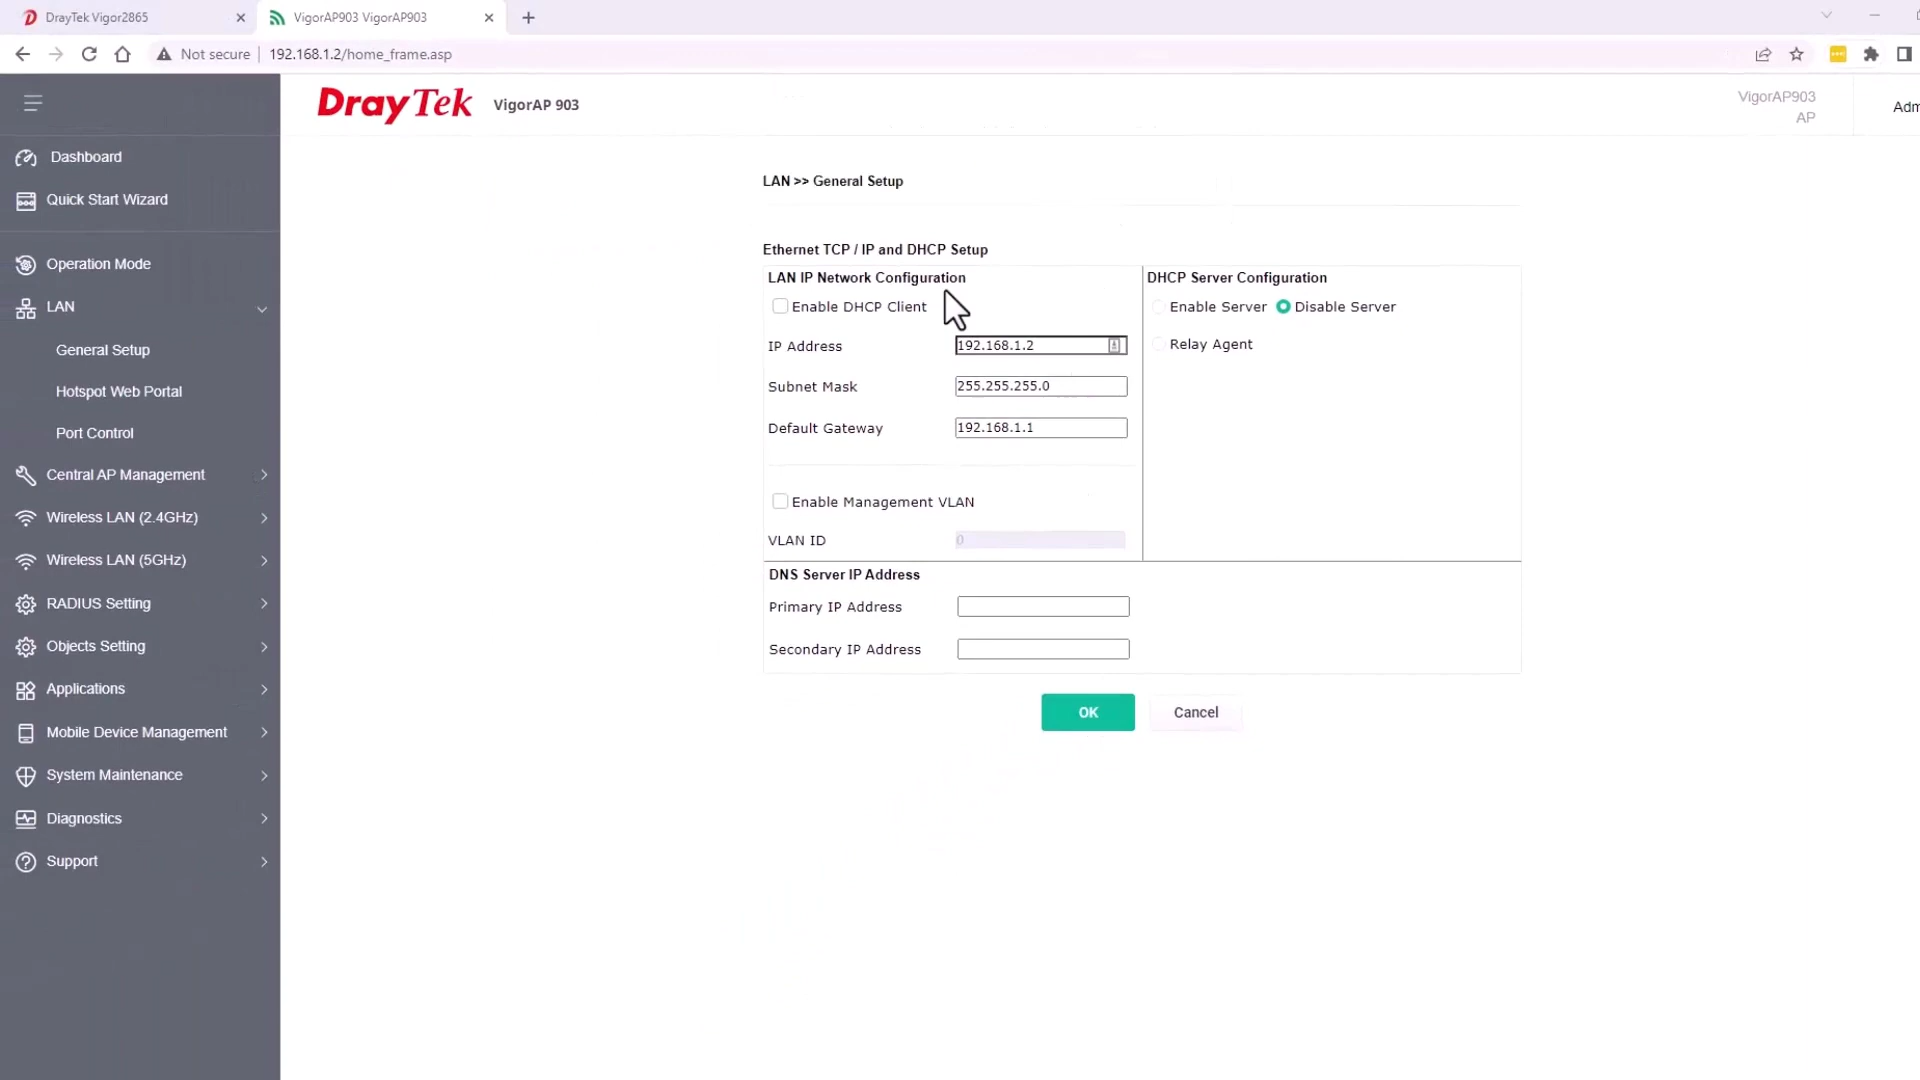 DrayTek Vigor2865
VigorAP903 VigorAP903
Not secure
192.168.1.2/home_frame.asp
DrayTek VigorAP 903
VigorAP903
AP
Adm
Dashboard
Quick Start Wizard
Operation Mode
LAN
General Setup
Hotspot Web Portal
Port Control
Central AP Management
Wireless LAN (2.4GHz)
Wireless LAN (5GHz)
RADIUS Setting
Objects Setting
Applications
Mobile Device Management
System Maintenance
Diagnostics
Support
LAN >> General Setup
Ethernet TCP / IP and DHCP Setup
LAN IP Network Configuration
Enable DHCP Client
IP Address 192.168.1.2
Subnet Mask 255.255.255.0
Default Gateway 192.168.1.1
Enable Management VLAN
VLAN ID 0
DHCP Server Configuration
Enable Server Disable Server
Relay Agent
DNS Server IP Address
Primary IP Address
Secondary IP Address
OK Cancel